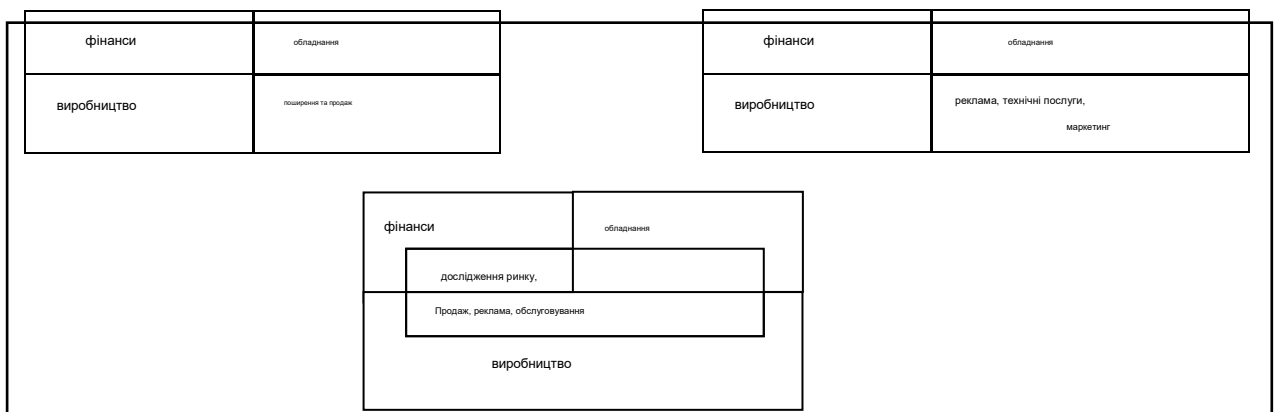 фінанси
обладнання
виробництво
поширення та продаж
фінанси
обладнання
виробництво
реклама, технічні послуги,
маркетинг
фінанси
обладнання
дослідження ринку,
Продаж, реклама, обслуговування
виробництво